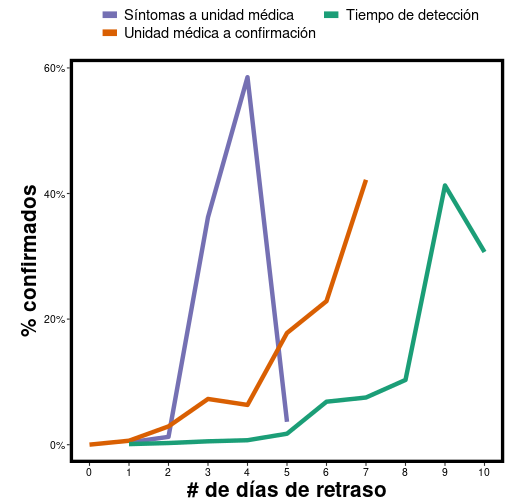 Síntomas a unidad médica
Tiempo de detección
Unidad médica a confirmación
60%
40%
20%
0%
% confirmados
0 1 2 3 4 5 6 7 8 9 10
# de días de retraso